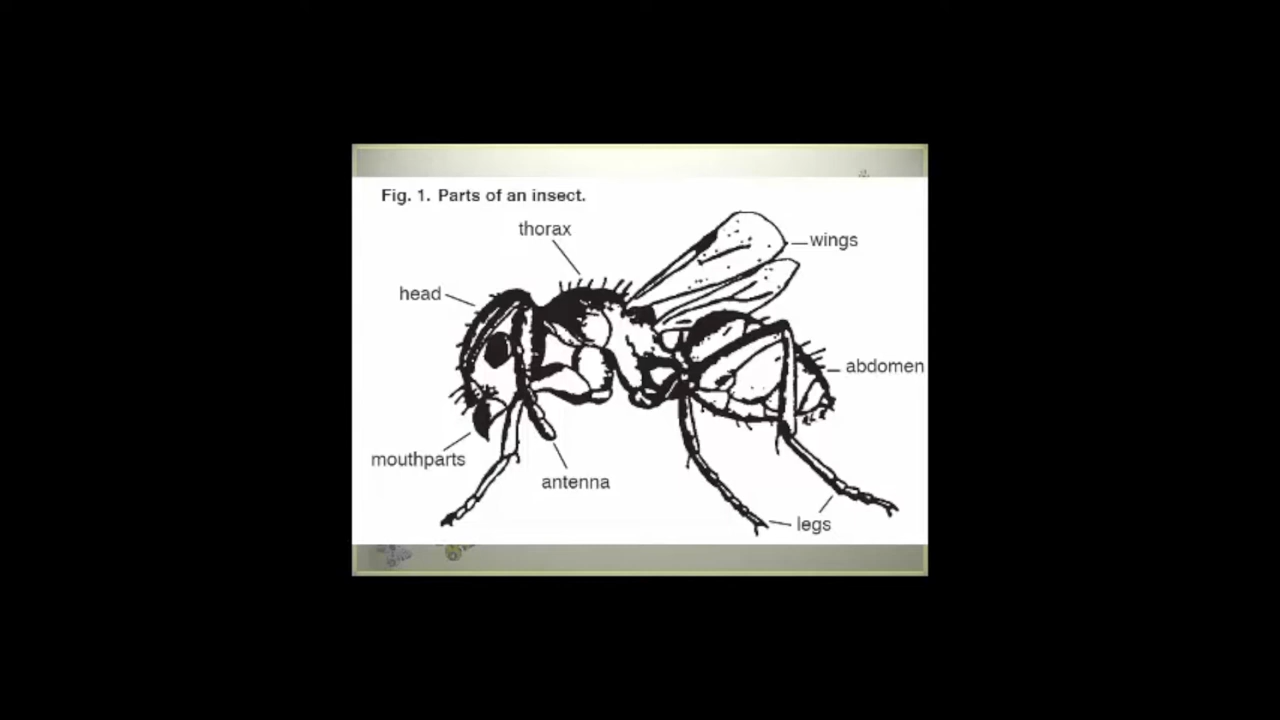 Fig. 1. Parts of an insect.
thorax
wings
head
abdomen
mouthparts
antenna
legs